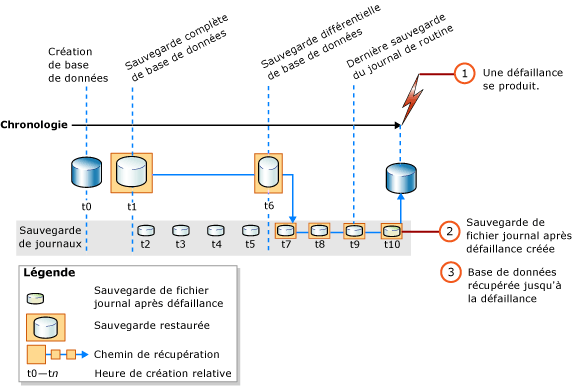 Création
de base
de données
Sauvegarde complète
de base de données
Sauvegarde différentielle
de base de données
Dernière sauvegarde
du journal de routine
1
Une défaillance
se produit.
Chronologie
t0
t1
t6
Sauvegarde
de journaux
t2
t3
t4
t5
t7
t8
t9
t10
2
Sauvegarde de
fichier journal après
défaillance créée
3
Base de données
récupérée jusqu'à
la défaillance
Légende
Sauvegarde de fichier
journal après défaillance
Sauvegarde restaurée
Chemin de récupération
t0—tn
Heure de création relative